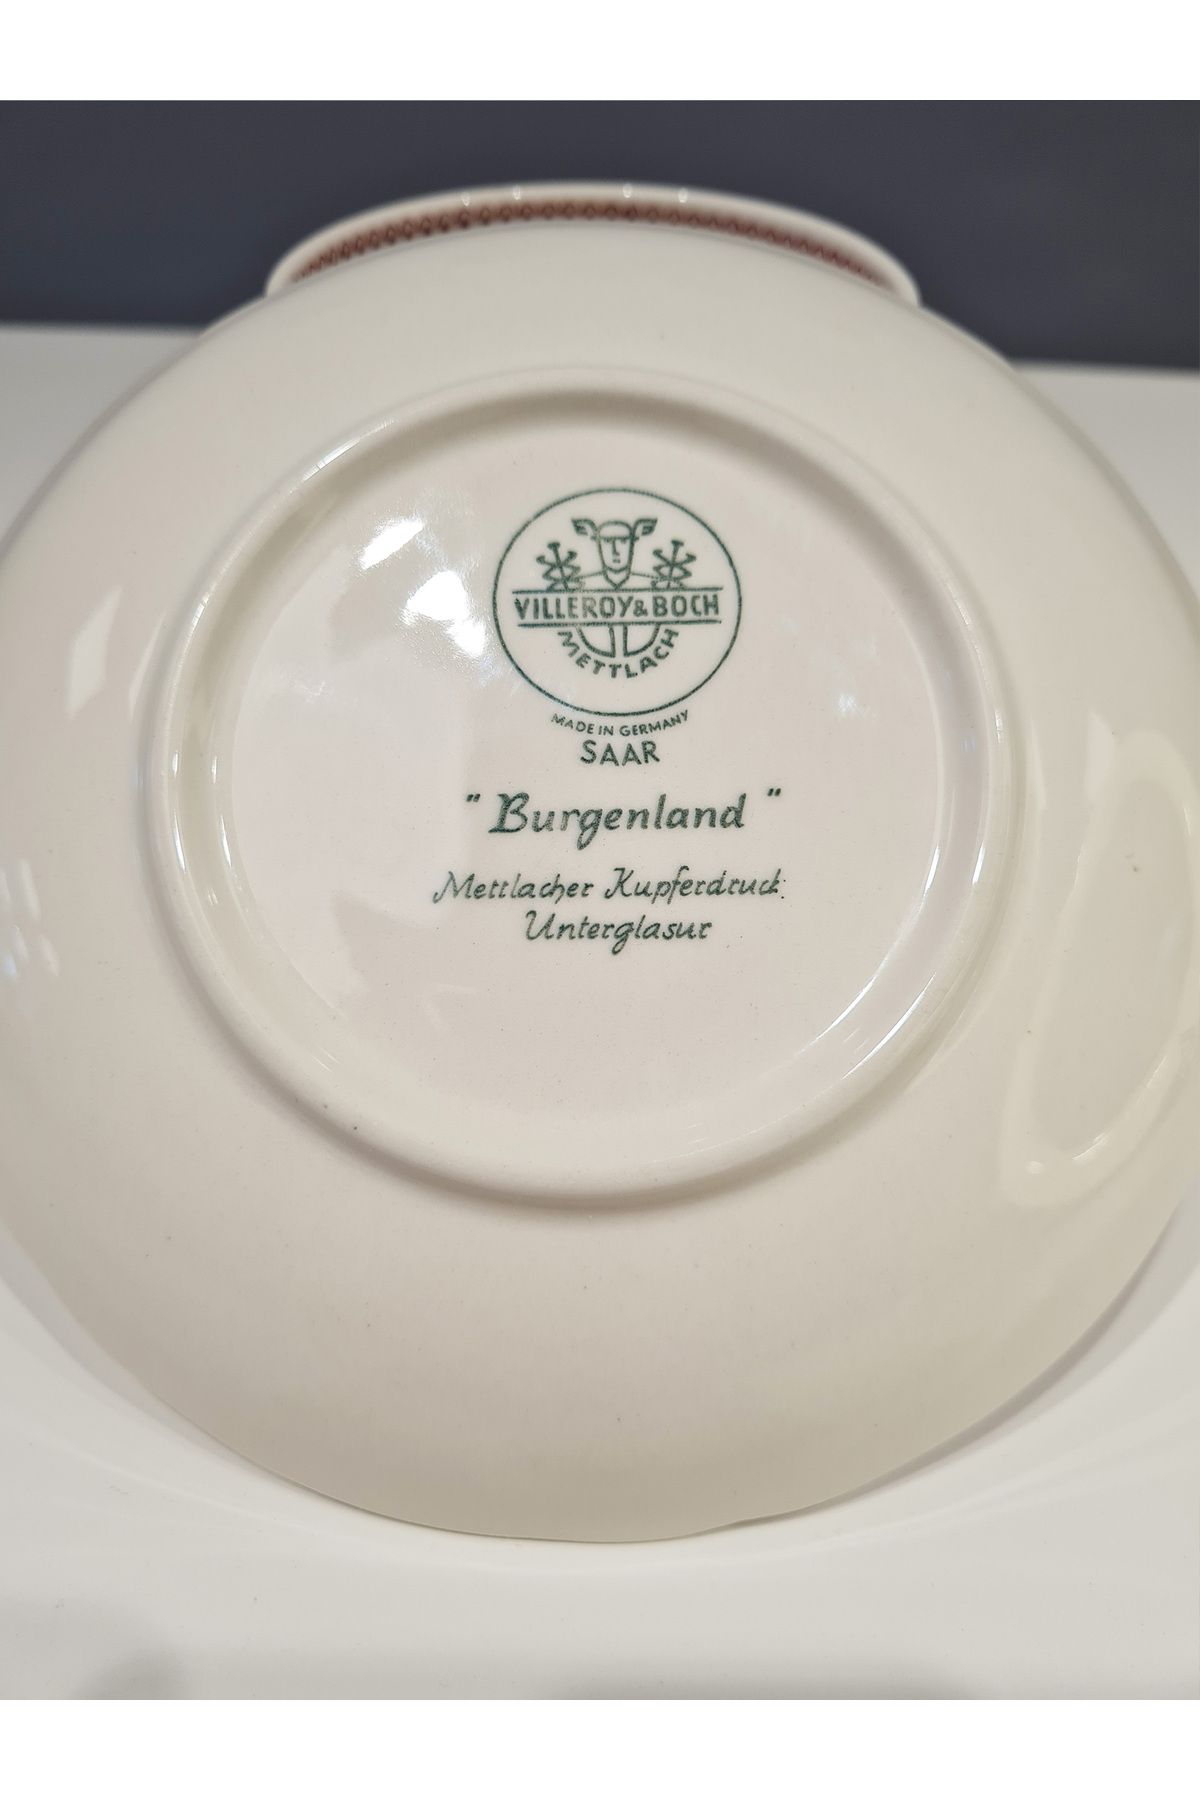 VILLEROY & BOCH
METTLACH
MADE IN GERMANY
SAAR
"Burgenland"
Mettlacher Kupferdruck
Unterglasur